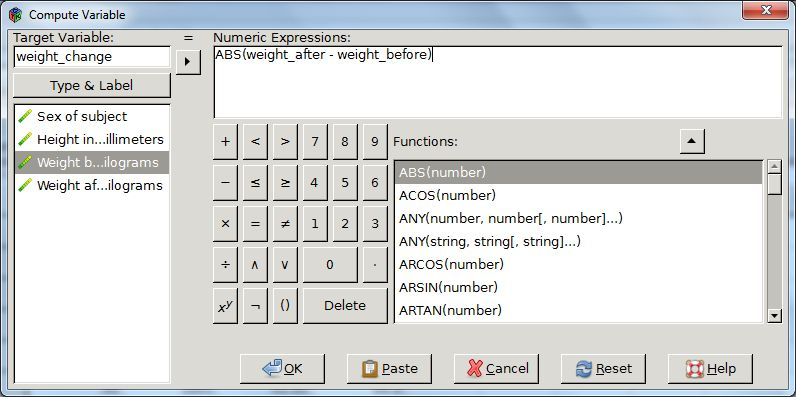 Compute Variable
Target Variable:
=
Numeric Expressions:
weight_change
ABS(weight_after - weight_before)
Type & Label
Sex of subject
Height in...illimeters
Weight b...ilograms
Weight af...ilograms
+ < > 7 8 9
− ≤ ≥ 4 5 6
× = ≠ 1 2 3
÷ ∧ ∨ 0 ·
xʸ ¬ () Delete
Functions:
ABS(number)
ACOS(number)
ANY(number, number[, number]...)
ANY(string, string[, string]...)
ARCOS(number)
ARSIN(number)
ARTAN(number)
OK
Paste
Cancel
Reset
Help